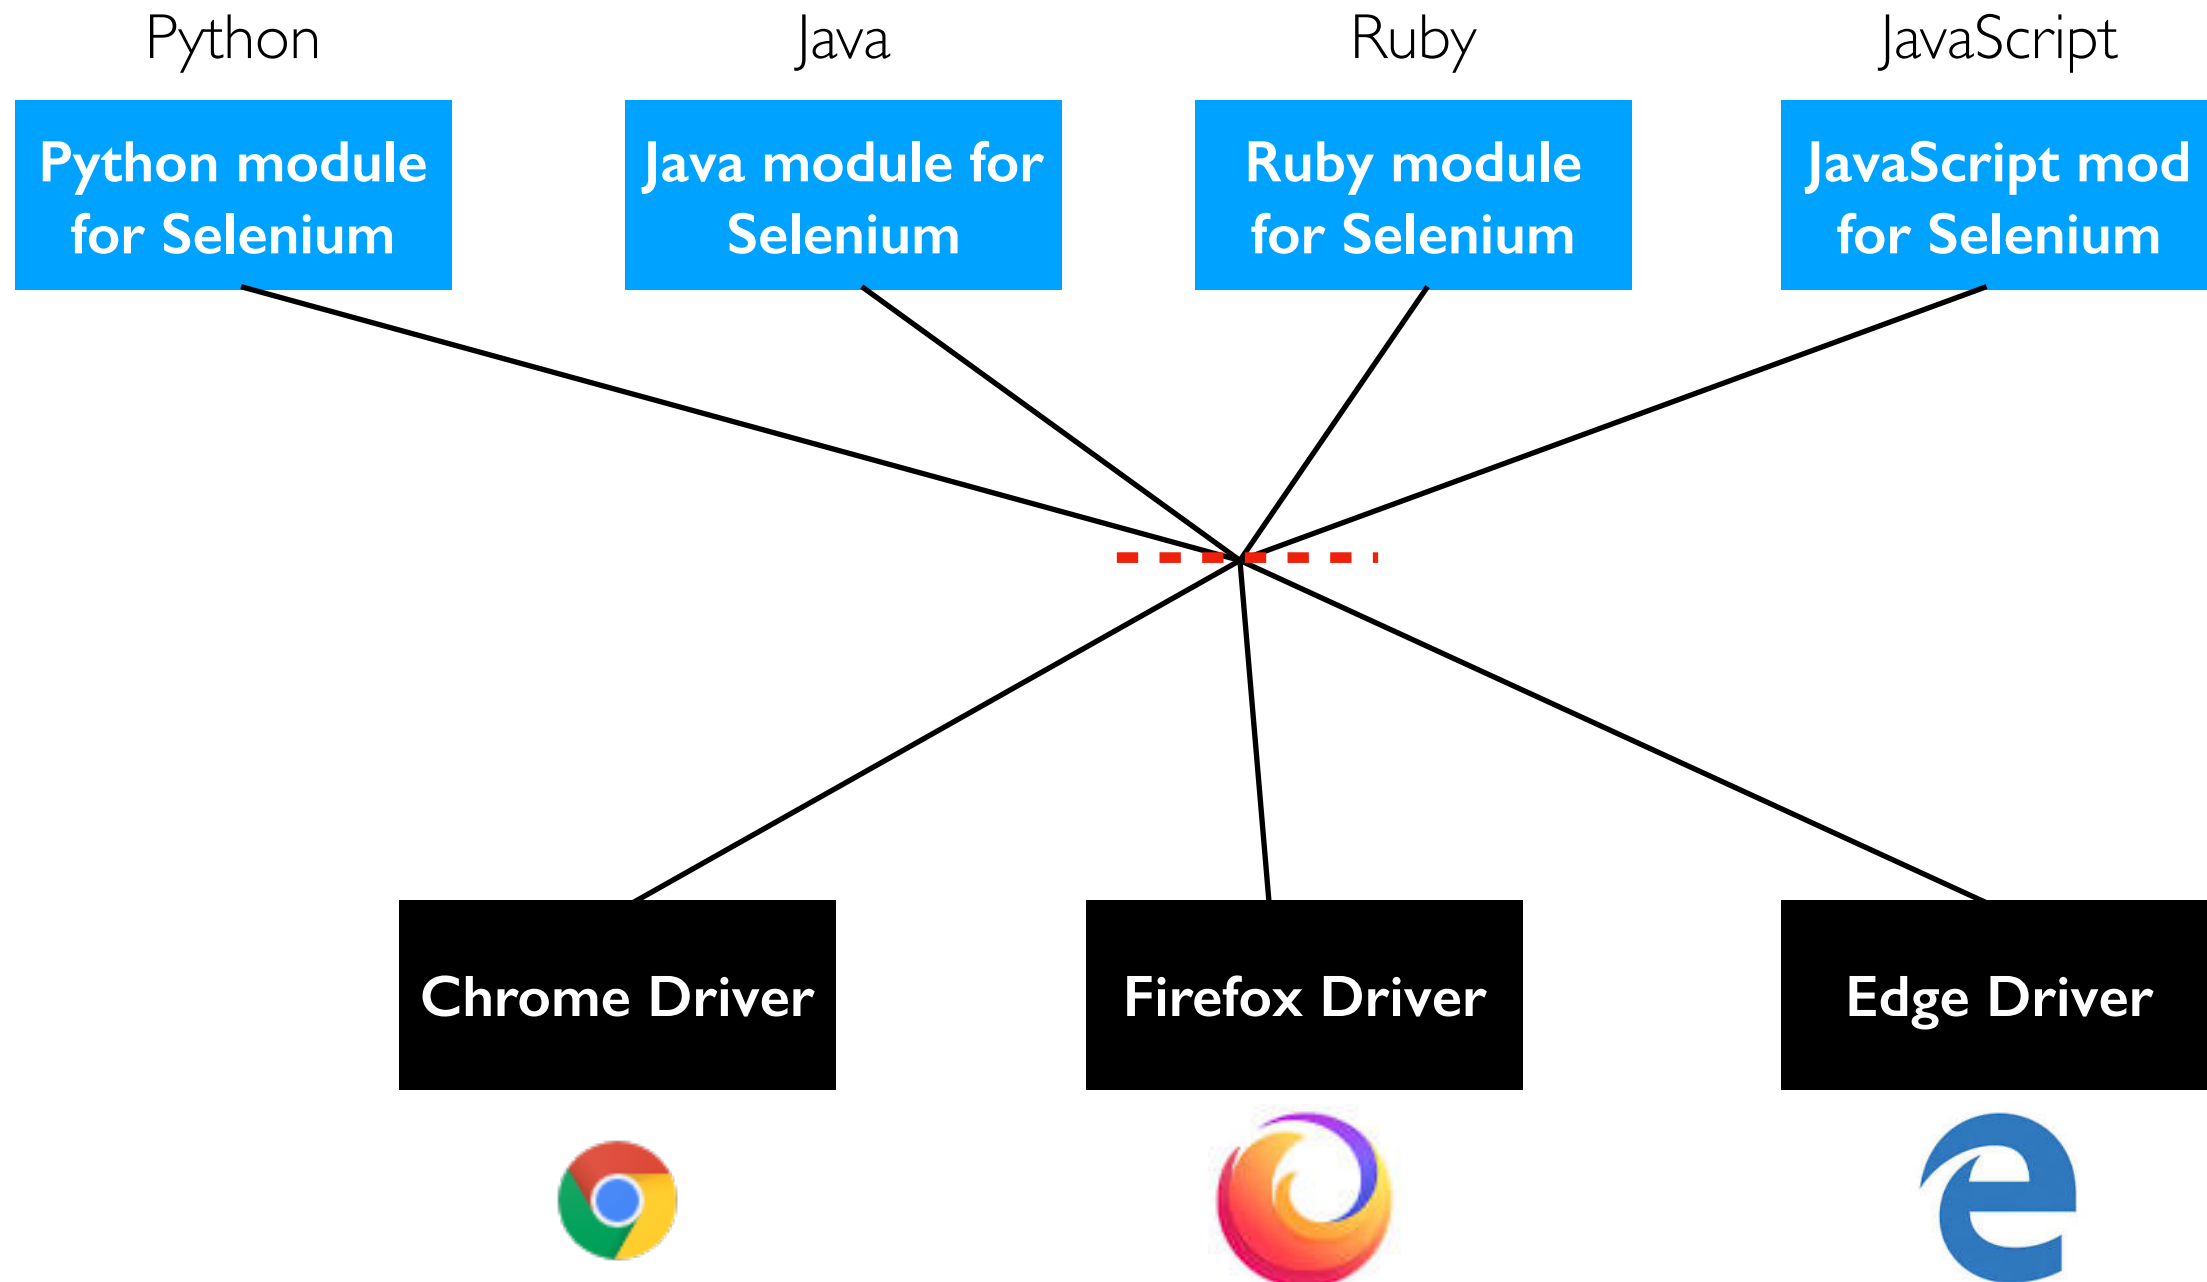 Python
Java
Ruby
JavaScript
Python module
for Selenium
Java module for
Selenium
Ruby module
for Selenium
JavaScript mod
for Selenium
Chrome Driver
Firefox Driver
Edge Driver